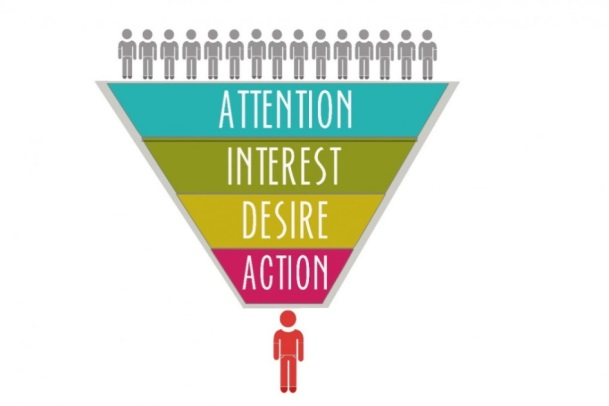 ATTENTION
INTEREST
DESIRE
ACTION